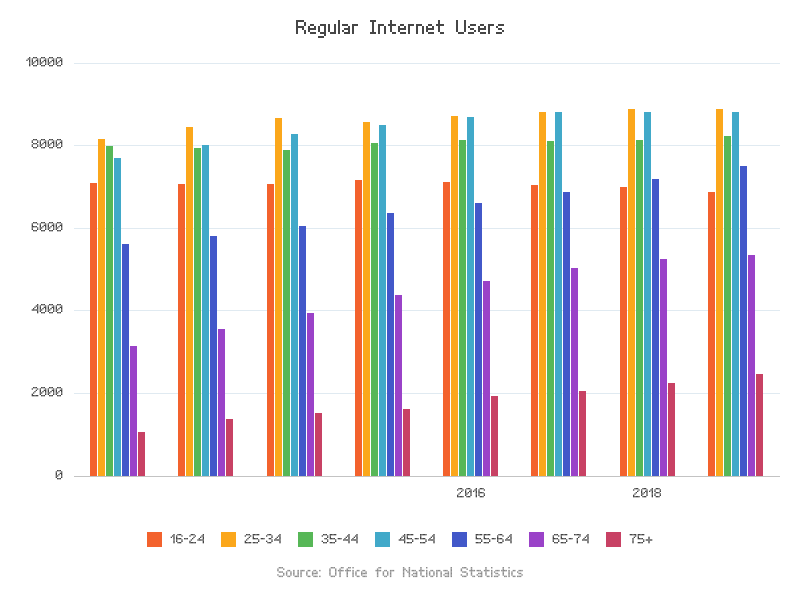 Regular Internet Users
10000
8000
6000
4000
2000
0
2016 2018
16-24 25-34 35-44 45-54 55-64 65-74 75+
Source: Office for National Statistics